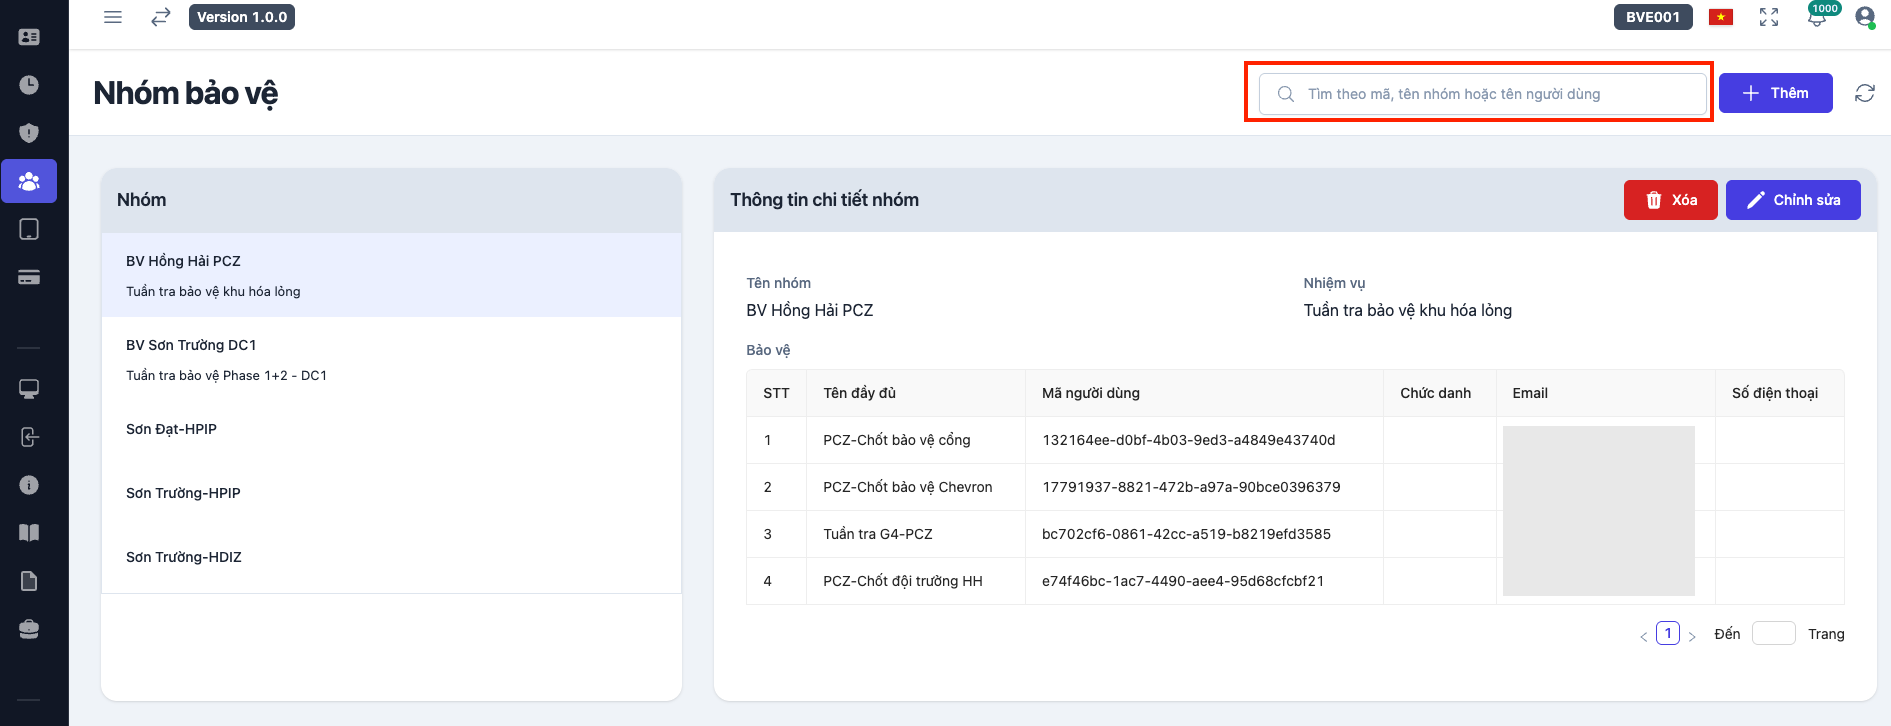 Version 1.0.0
BVE001
1000
Nhóm bảo vệ
Tìm theo mã, tên nhóm hoặc tên người dùng
Thêm
Nhóm
BV Hồng Hải PCZ
Tuần tra bảo vệ khu hóa lỏng
BV Sơn Trường DC1
Tuần tra bảo vệ Phase 1+2 - DC1
Sơn Đạt-HPIP
Sơn Trường-HPIP
Sơn Trường-HDIZ
Thông tin chi tiết nhóm
Xóa
Chỉnh sửa
Tên nhóm
BV Hồng Hải PCZ
Nhiệm vụ
Tuần tra bảo vệ khu hóa lỏng
Bảo vệ
STT Tên đầy đủ Mã người dùng Chức danh Email Số điện thoại
1 PCZ-Chốt bảo vệ cổng 132164ee-d0bf-4b03-9ed3-a4849e43740d
2 PCZ-Chốt bảo vệ Chevron 17791937-8821-472b-a97a-90bce0396379
3 Tuần tra G4-PCZ bc702cf6-0861-42cc-a519-b8219efd3585
4 PCZ-Chốt đội trưởng HH e74f46bc-1ac7-4490-aee4-95d68cfcbf21
1 Đến Trang